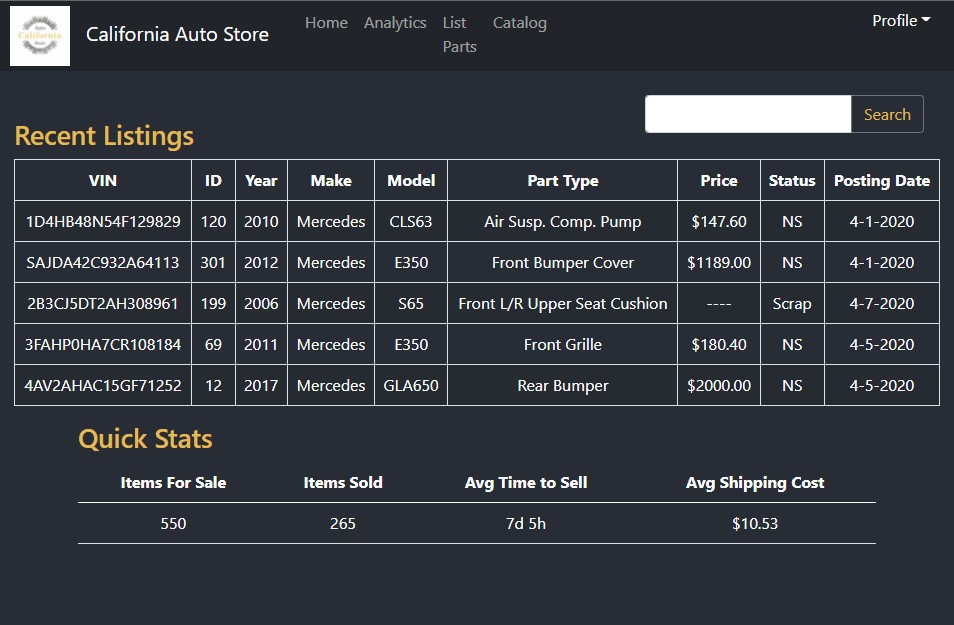 California
California Auto Store
Home Analytics List Parts Catalog
Profile
Search
Recent Listings
VIN ID Year Make Model Part Type Price Status Posting Date
1D4HB48N54F129829 120 2010 Mercedes CLS63 Air Susp. Comp. Pump $147.60 NS 4-1-2020
SAJDA42C932A64113 301 2012 Mercedes E350 Front Bumper Cover $1189.00 NS 4-1-2020
2B3CJ5DT2AH308961 199 2006 Mercedes S65 Front L/R Upper Seat Cushion ---- Scrap 4-7-2020
3FAHP0HA7CR108184 69 2011 Mercedes E350 Front Grille $180.40 NS 4-5-2020
4AV2AHAC15GF71252 12 2017 Mercedes GLA650 Rear Bumper $2000.00 NS 4-5-2020
Quick Stats
Items For Sale Items Sold Avg Time to Sell Avg Shipping Cost
550 265 7d 5h $10.53